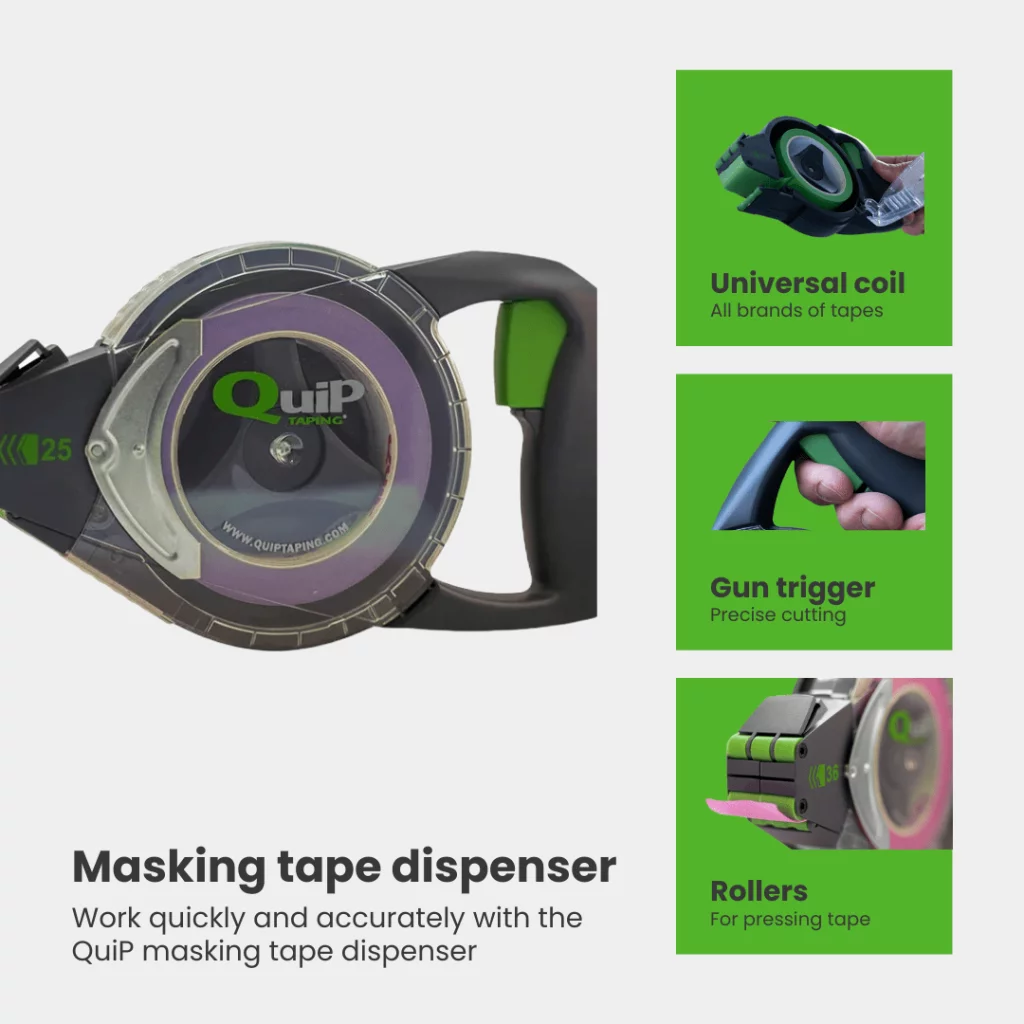 QuiP
TAPING
25
WWW.QUIPTAPING.COM
Masking tape dispenser
Work quickly and accurately with the
QuiP masking tape dispenser
Universal coil
All brands of tapes
Gun trigger
Precise cutting
36
Rollers
For pressing tape